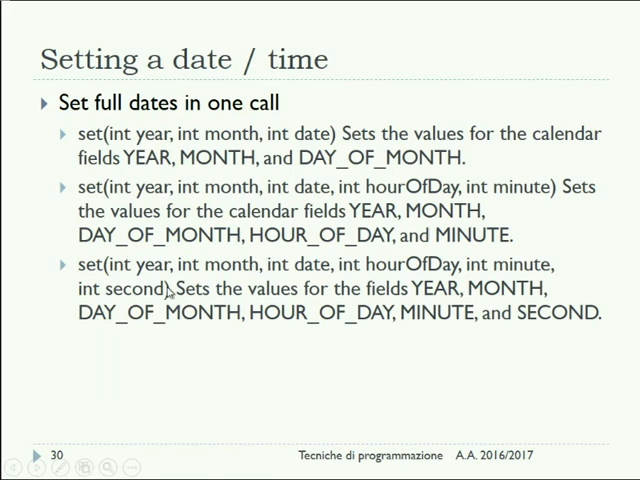 Setting a date / time
Set full dates in one call
set(int year, int month, int date) Sets the values for the calendar
fields YEAR, MONTH, and DAY_OF_MONTH.
set(int year, int month, int date, int hourOfDay, int minute) Sets
the values for the calendar fields YEAR, MONTH,
DAY_OF_MONTH, HOUR_OF_DAY, and MINUTE.
set(int year, int month, int date, int hourOfDay, int minute,
int second) Sets the values for the fields YEAR, MONTH,
DAY_OF_MONTH, HOUR_OF_DAY, MINUTE, and SECOND.
30 Tecniche di programmazione A.A. 2016/2017